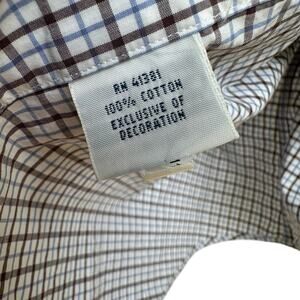 RN 41381
100% COTTON
EXCLUSIVE OF
DECORATION